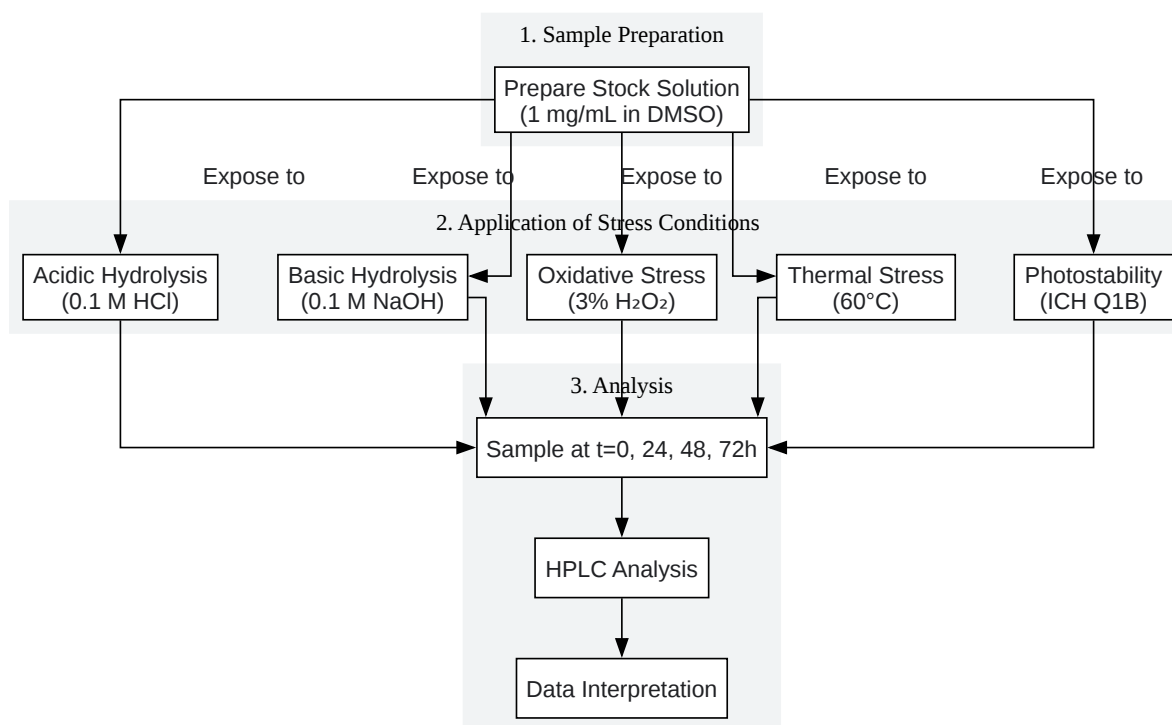 1. Sample Preparation
Prepare Stock Solution
(1 mg/mL in DMSO)
Expose to
Expose to
Expose to
Expose to
Expose to
2. Application of Stress Conditions
Acidic Hydrolysis
(0.1 M HCl)
Basic Hydrolysis
(0.1 M NaOH)
Oxidative Stress
(3% H₂O₂)
Thermal Stress
(60°C)
Photostability
(ICH Q1B)
3. Analysis
Sample at t=0, 24, 48, 72h
HPLC Analysis
Data Interpretation